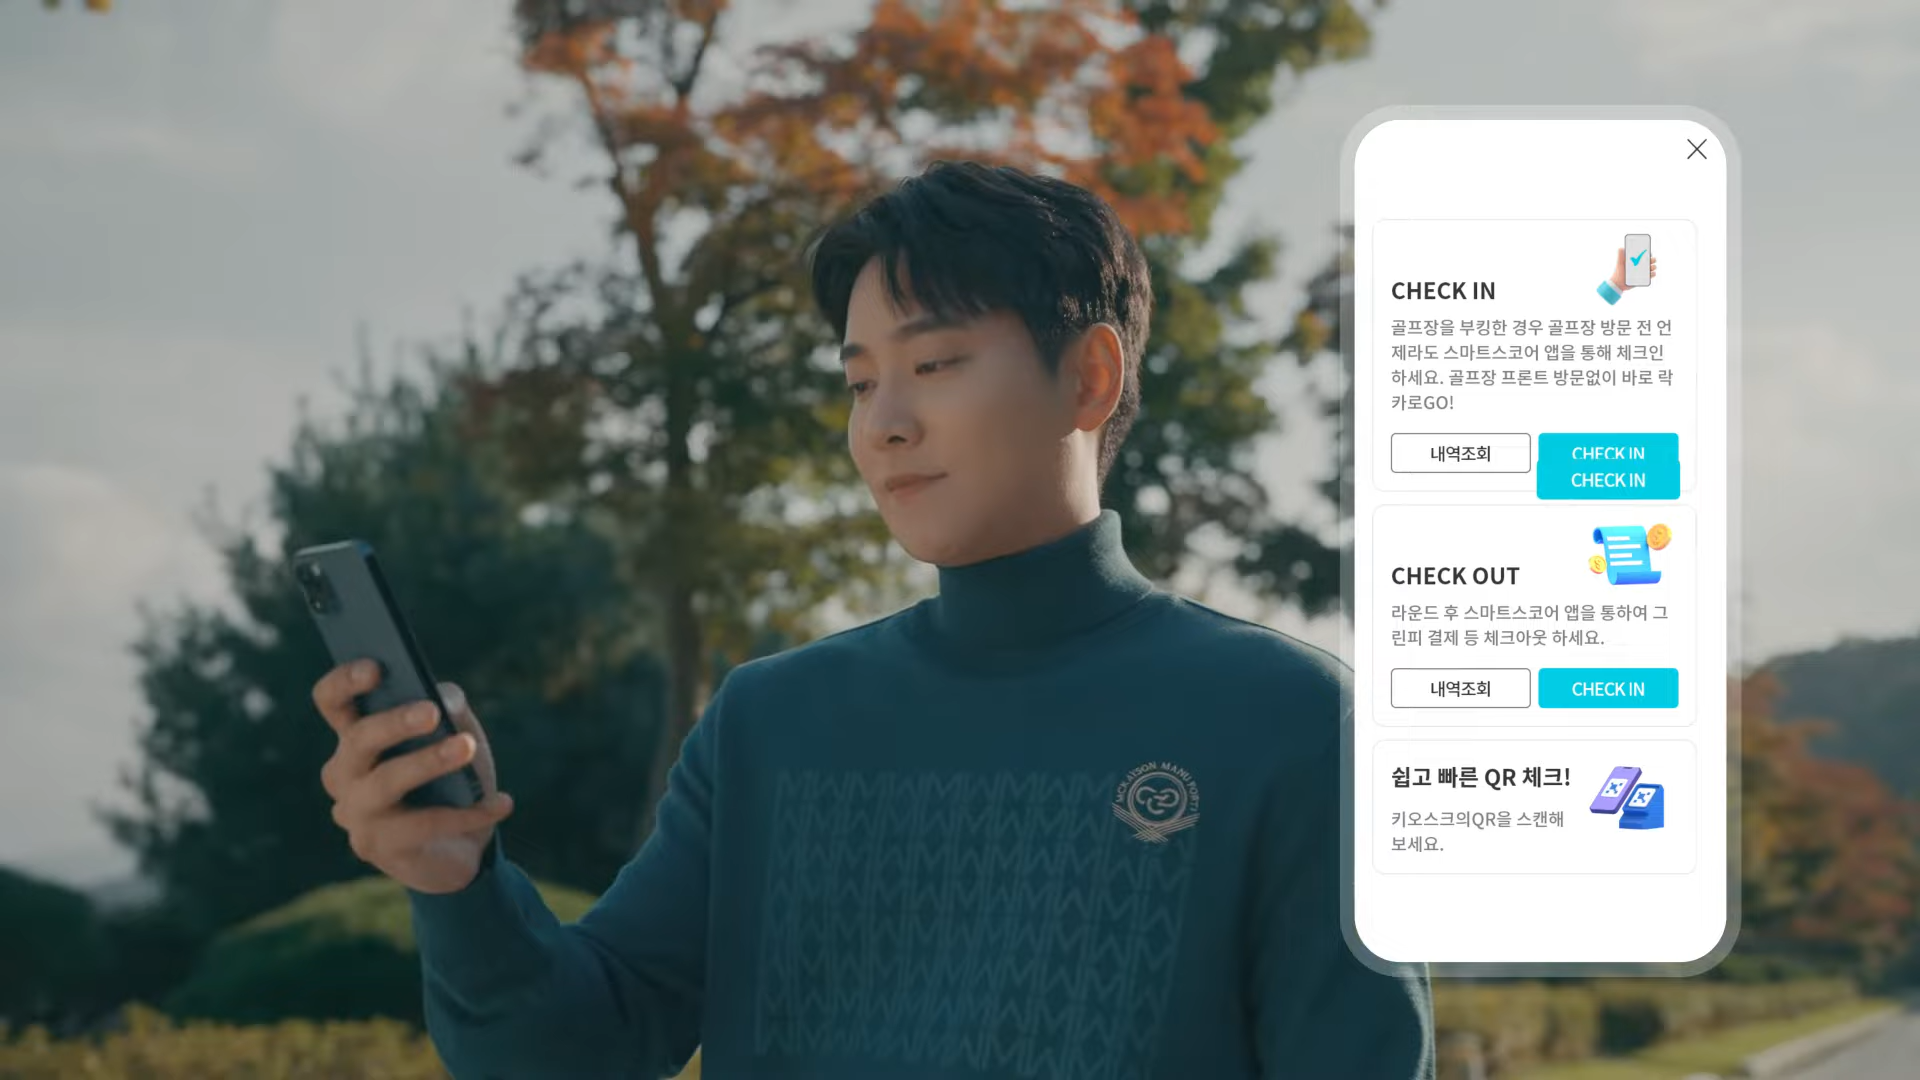 CHECK IN
골프장을 부킹한 경우 골프장 방문 전 언
제라도 스마트스코어 앱을 통해 체크인
하세요. 골프장 프론트 방문없이 바로 락
카로GO!
내역조회
CHECK IN
CHECK IN
CHECK OUT
라운드 후 스마트스코어 앱을 통하여 그
린피 결제 등 체크아웃 하세요.
내역조회
CHECK IN
쉽고 빠른 QR 체크!
키오스크의QR을 스캔해
보세요.